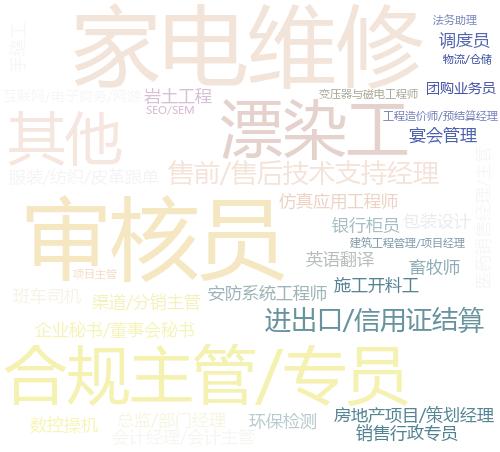 家电维修
法务助理
调度员
物流/仓储
手绣工
互联网/电子商务/网游
岩土工程
SEO/SEM
变压器与磁电工程师
团购业务员
漂染工
工程造价师/预结算经理
其他
宴会管理
售前/售后技术支持经理
服装/纺织/皮革跟单
医药销售经理/主管
仿真应用工程师
审核员
银行柜员
包装设计
建筑工程管理/项目经理
英语翻译
畜牧师
项目主管
施工开料工
班车司机
渠道/分销主管
安防系统工程师
进出口/信用证结算
企业秘书/董事会秘书
合规主管/专员
房地产项目/策划经理
数控操机
总监/部门经理
环保检测
销售行政专员
会计经理/会计主管